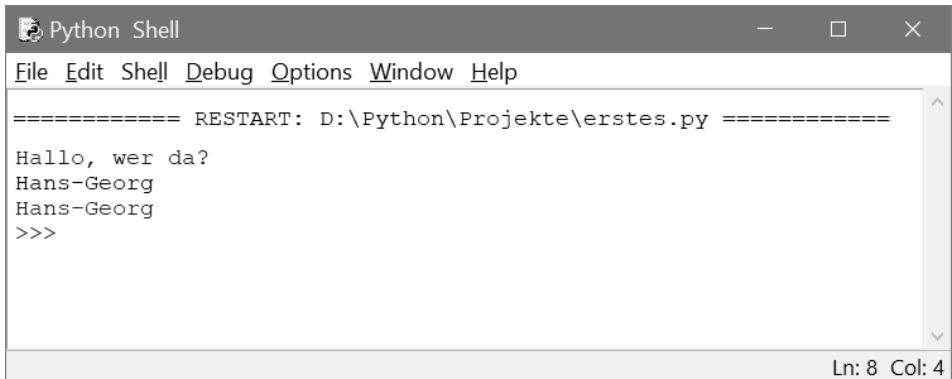 Python Shell
File Edit Shell Debug Options Window Help
============ RESTART: D:\Python\Projekte\erstes.py ============
Hallo, wer da?
Hans-Georg
Hans-Georg
>>>
Ln: 8 Col: 4